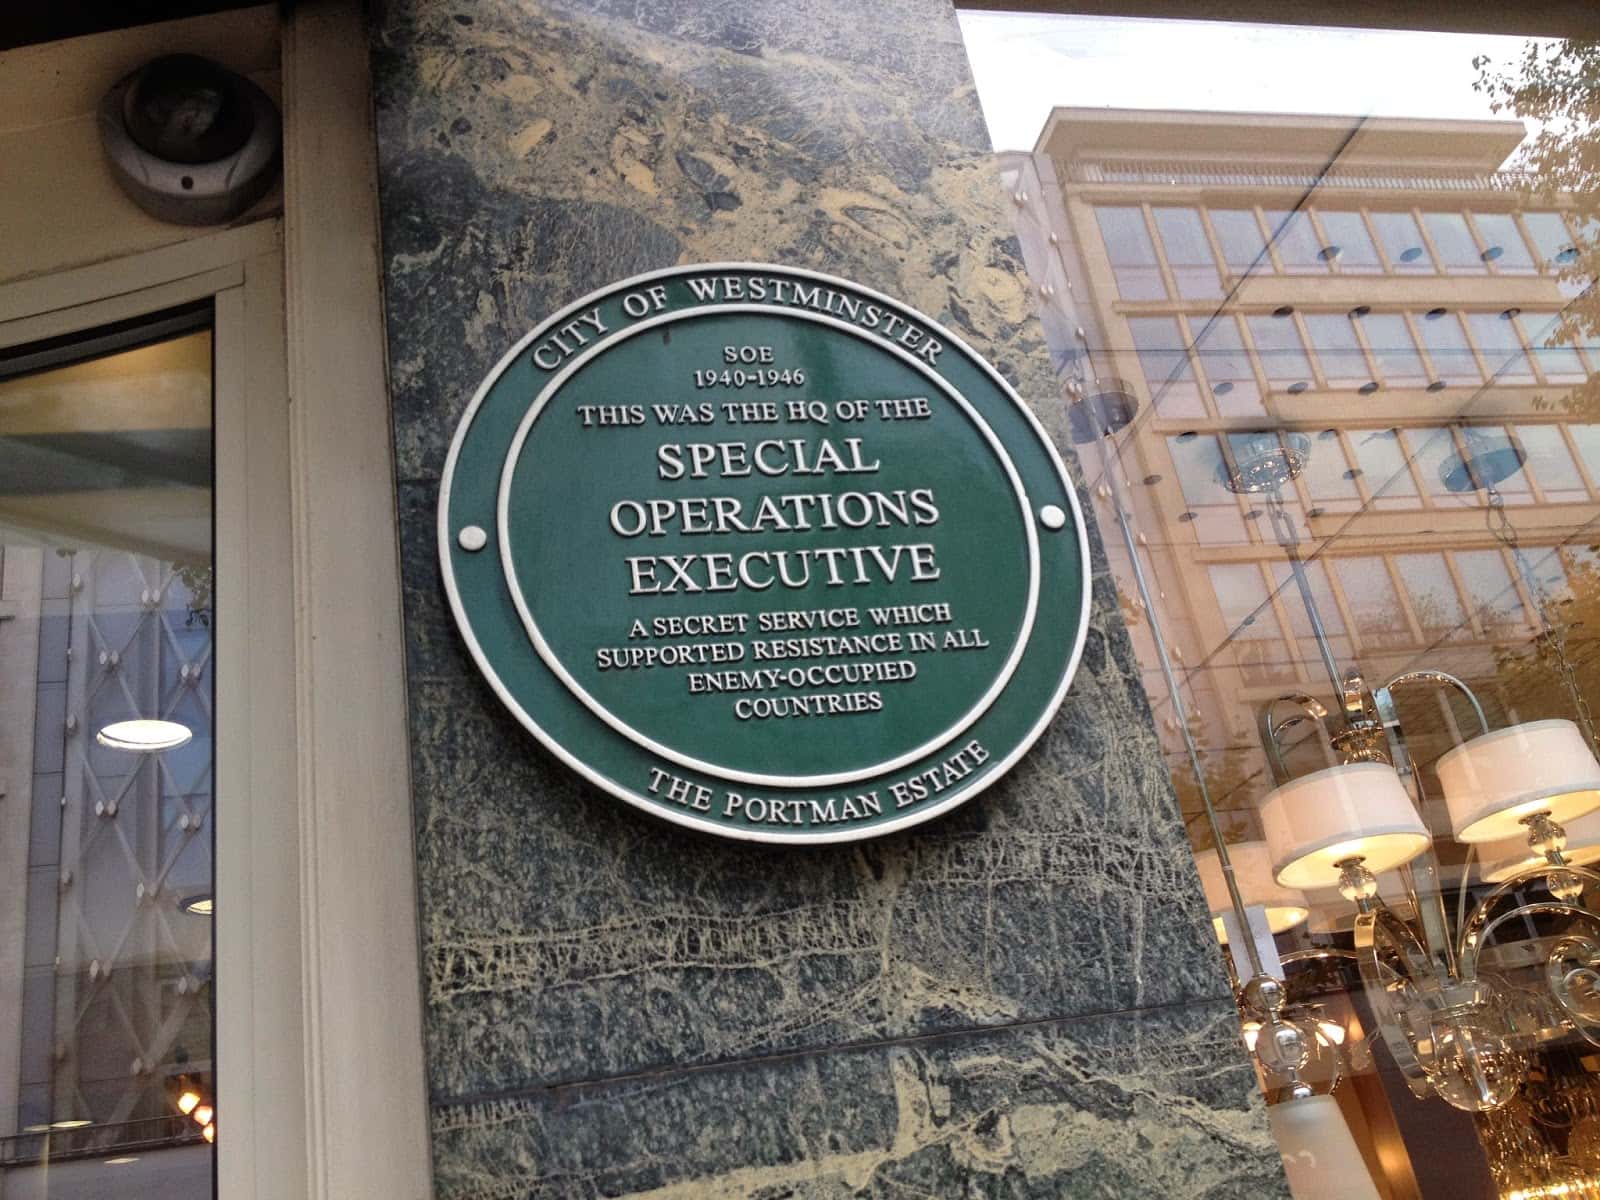 CITY OF WESTMINSTER
SOE
1940-1946
THIS WAS THE HQ OF THE
SPECIAL
OPERATIONS
EXECUTIVE
A SECRET SERVICE WHICH
SUPPORTED RESISTANCE IN ALL
ENEMY-OCCUPIED
COUNTRIES
THE PORTMAN ESTATE